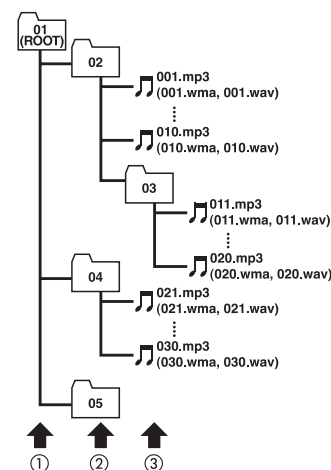 01
(ROOT)
02
001.mp3
(001.wma, 001.wav)
010.mp3
(010.wma, 010.wav)
03
011.mp3
(011.wma, 011.wav)
020.mp3
(020.wma, 020.wav)
04
021.mp3
(021.wma, 021.wav)
030.mp3
(030.wma, 030.wav)
05
① ② ③